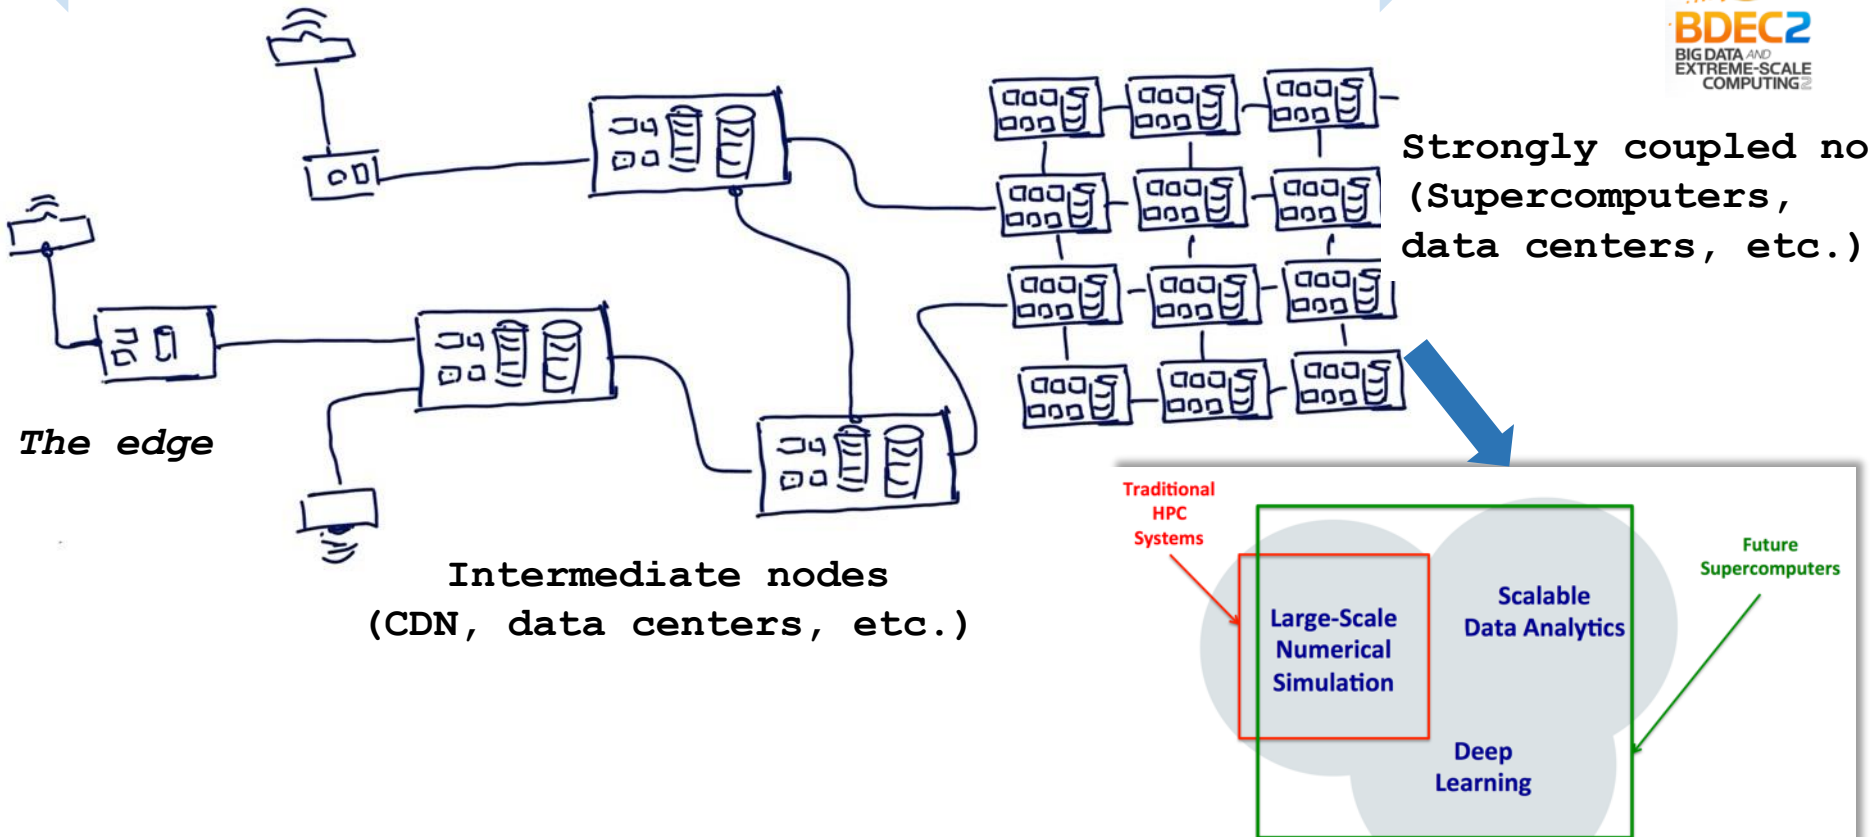 BDEC2
BIG DATA AND
EXTREME-SCALE
COMPUTING2
Strongly coupled no
(Supercomputers,
data centers, etc.)
The edge
Intermediate nodes
(CDN, data centers, etc.)
Traditional
HPC
Systems
Future
Supercomputers
Large-Scale
Numerical
Simulation
Scalable
Data Analytics
Deep
Learning